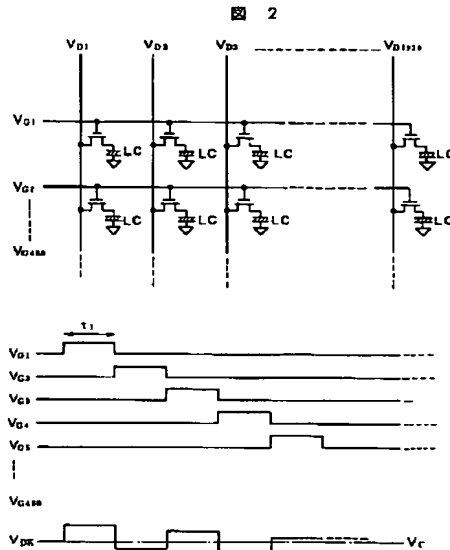 図 2
VD1 VD2 VD3 VD1920
VG1
LC LC LC LC
VG2
LC LC LC LC
VG480
t1
VG1
VG2
VG3
VG4
VG5
VG480
VDK VC